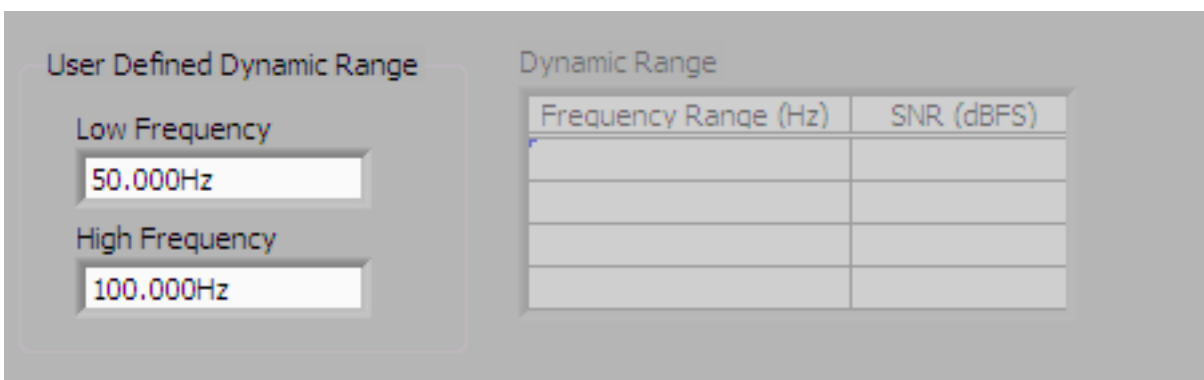 User Defined Dynamic Range
Low Frequency
50.000Hz
High Frequency
100.000Hz
Dynamic Range
Frequency Range (Hz) SNR (dBFS)